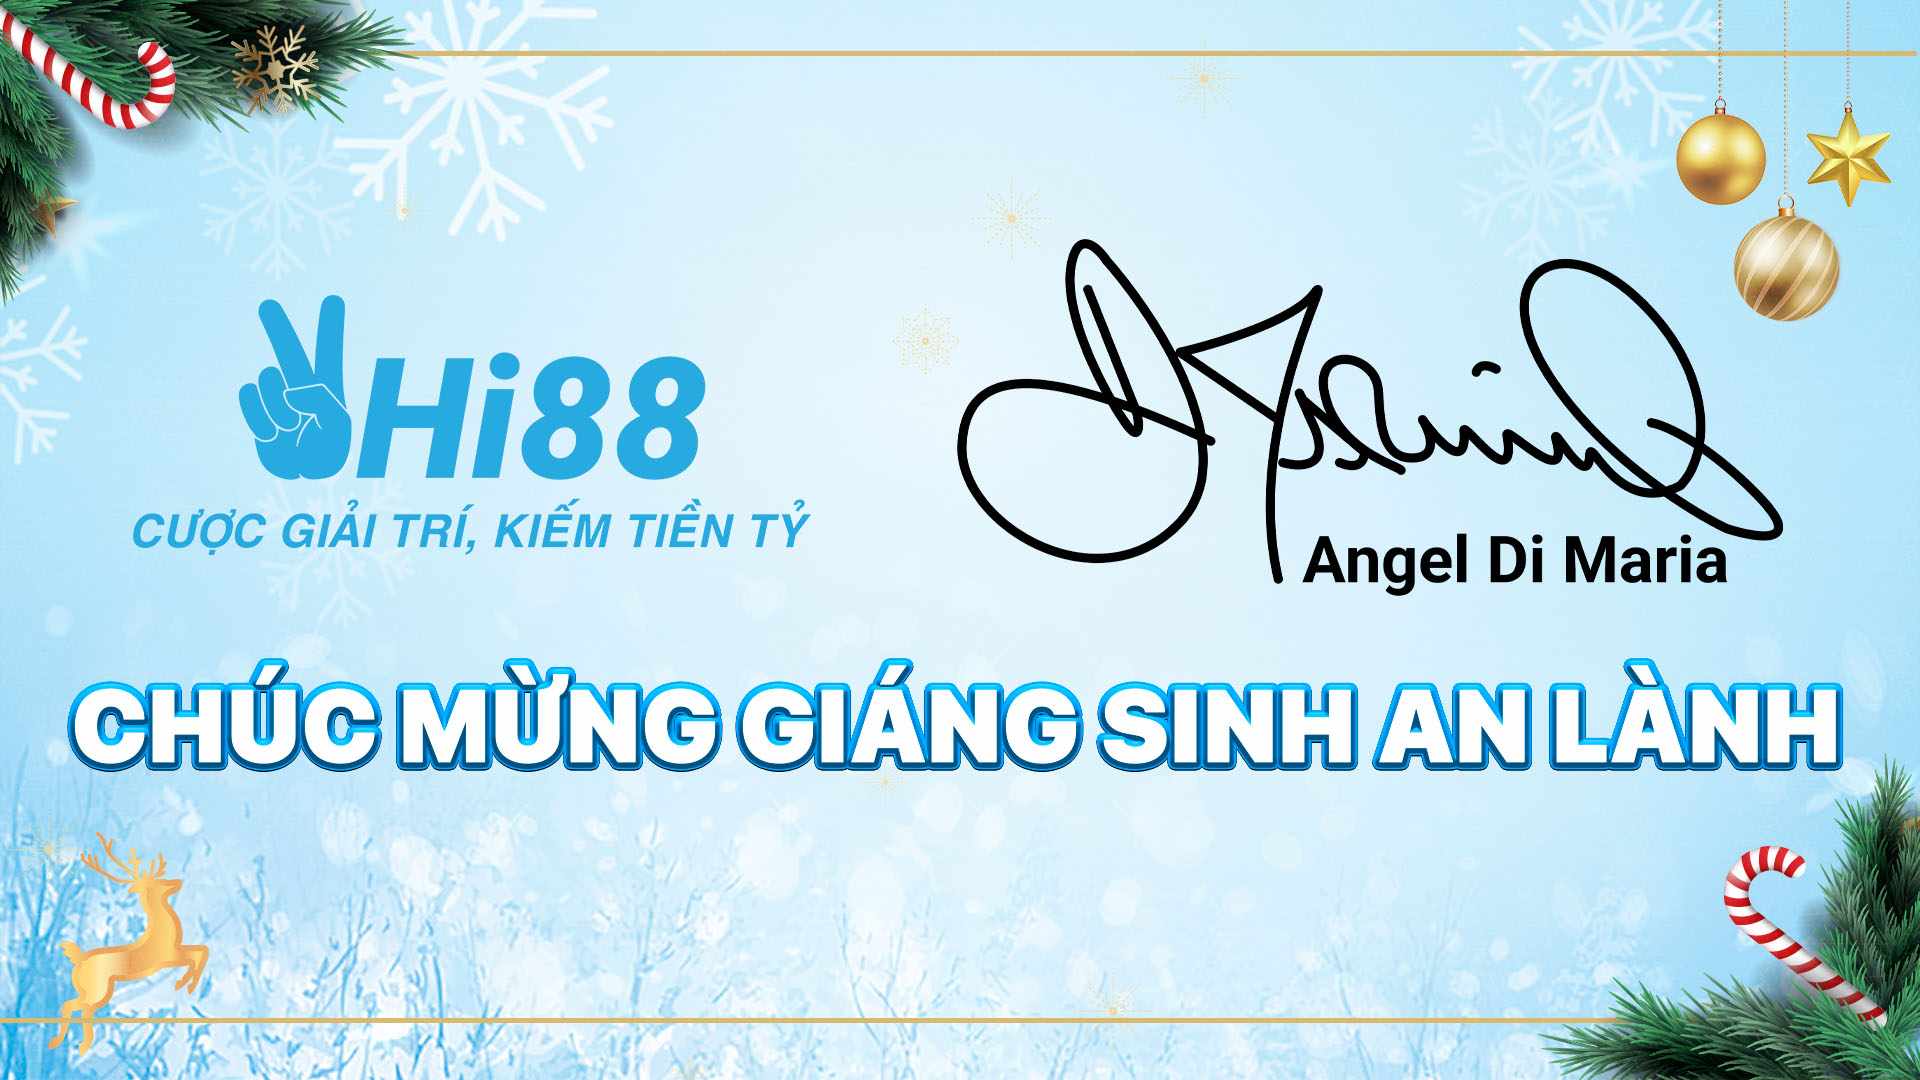 Hi88
CƯỢC GIẢI TRÍ, KIẾM TIỀN TỶ
Angel Di Maria
CHÚC MỪNG GIÁNG SINH AN LÀNH